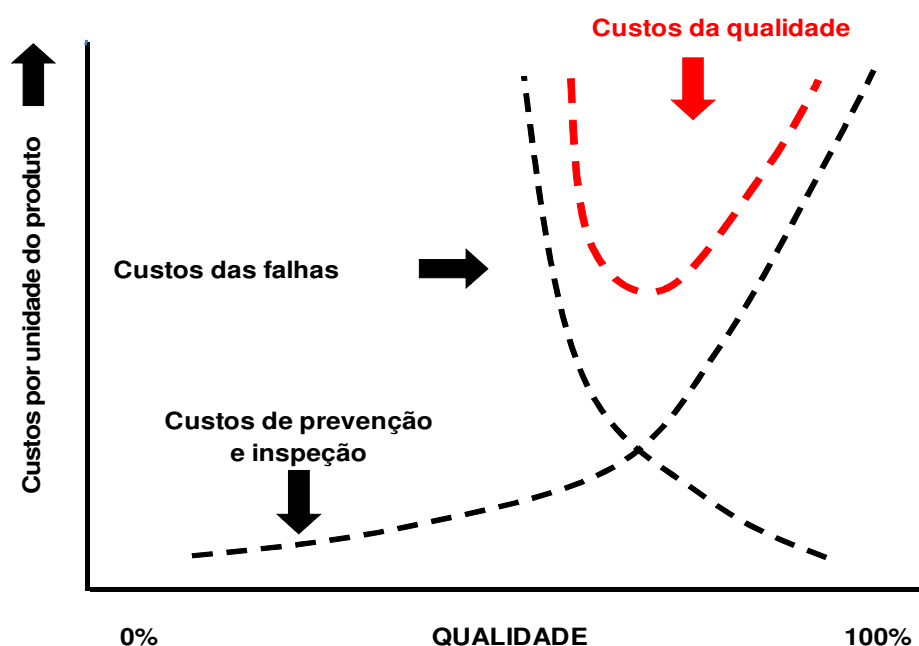 Custos da qualidade
Custos por unidade do produto
Custos das falhas
Custos de prevenção
e inspeção
0%
QUALIDADE
100%